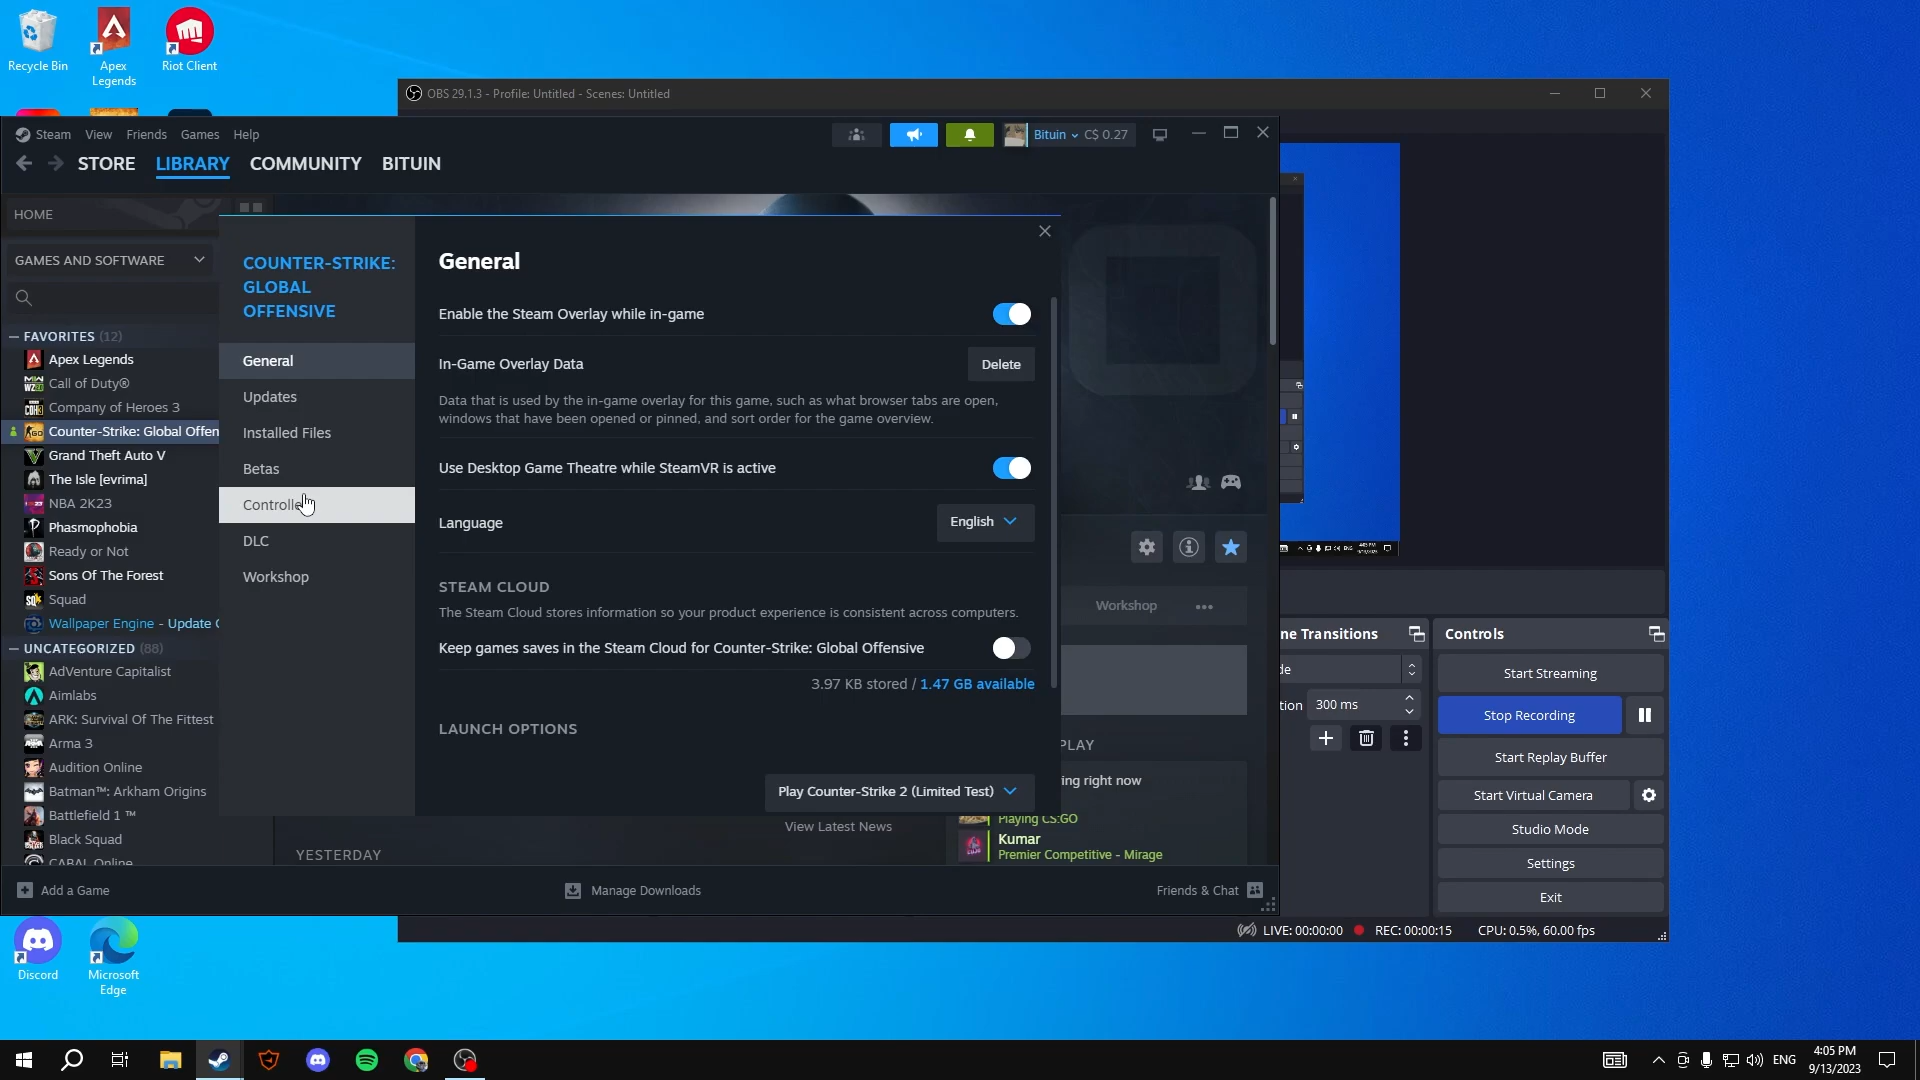 Recycle Bin
Apex
Legends
Riot Client
OBS 29.1.3 - Profile: Untitled - Scenes: Untitled
Steam View Friends Games Help
Bituin C$ 0.27
STORE LIBRARY COMMUNITY BITUIN
HOME
GAMES AND SOFTWARE
FAVORITES (12)
Apex Legends
Call of Duty®
Company of Heroes 3
Counter-Strike: Global Offen
Grand Theft Auto V
The Isle [evrima]
NBA 2K23
Phasmophobia
Ready or Not
Sons Of The Forest
Squad
Wallpaper Engine - Update
UNCATEGORIZED (88)
AdVenture Capitalist
Aimlabs
ARK: Survival Of The Fittest
Arma 3
Audition Online
Batman™: Arkham Origins
Battlefield 1 ™
Black Squad
CABAL Online
COUNTER-STRIKE:
GLOBAL
OFFENSIVE
General
Updates
Installed Files
Betas
Controlle
DLC
Workshop
General
Enable the Steam Overlay while in-game
In-Game Overlay Data
Delete
Data that is used by the in-game overlay for this game, such as what browser tabs are open,
windows that have been opened or pinned, and sort order for the game overview.
Use Desktop Game Theatre while SteamVR is active
Language
English
STEAM CLOUD
The Steam Cloud stores information so your product experience is consistent across computers.
Keep games saves in the Steam Cloud for Counter-Strike: Global Offensive
3.97 KB stored / 1.47 GB available
LAUNCH OPTIONS
Play Counter-Strike 2 (Limited Test)
Workshop
PLAY
ing right now
Playing CS:GO
Kumar
Premier Competitive - Mirage
View Latest News
YESTERDAY
Add a Game
Manage Downloads
Friends & Chat
ne Transitions
de
tion 300 ms
Controls
Start Streaming
Stop Recording
Start Replay Buffer
Start Virtual Camera
Studio Mode
Settings
Exit
LIVE: 00:00:00 REC: 00:00:15 CPU: 0.5%, 60.00 fps
Discord
Microsoft
Edge
ENG
4:05 PM
9/13/2023